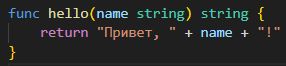 func hello(name string) string {
    return "Привет, " + name + "!"
}